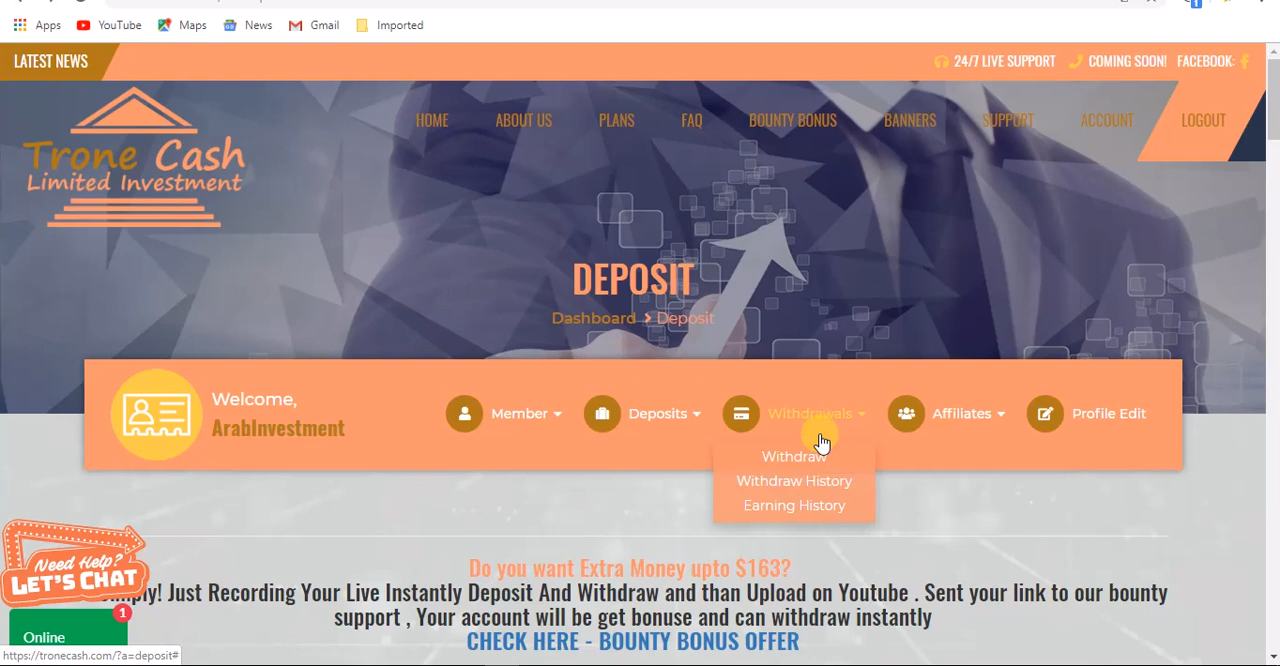 Apps YouTube Maps News Gmail Imported
LATEST NEWS
24/7 LIVE SUPPORT COMING SOON! FACEBOOK:
HOME ABOUT US PLANS FAQ BOUNTY BONUS BANNERS SUPPORT ACCOUNT LOGOUT
Trone Cash
Limited Investment
DEPOSIT
Dashboard > Deposit
Welcome,
ArabInvestment
Member Deposits Withdrawals Affiliates Profile Edit
Withdraw
Withdraw History
Earning History
Need Help?
LET'S CHAT
Do you want Extra Money upto $163?
Just Recording Your Live Instantly Deposit And Withdraw and than Upload on Youtube . Sent your link to our bounty
support , Your account will be get bonuse and can withdraw instantly
CHECK HERE - BOUNTY BONUS OFFER
1
Online
https://tronecash.com/?a=deposit#